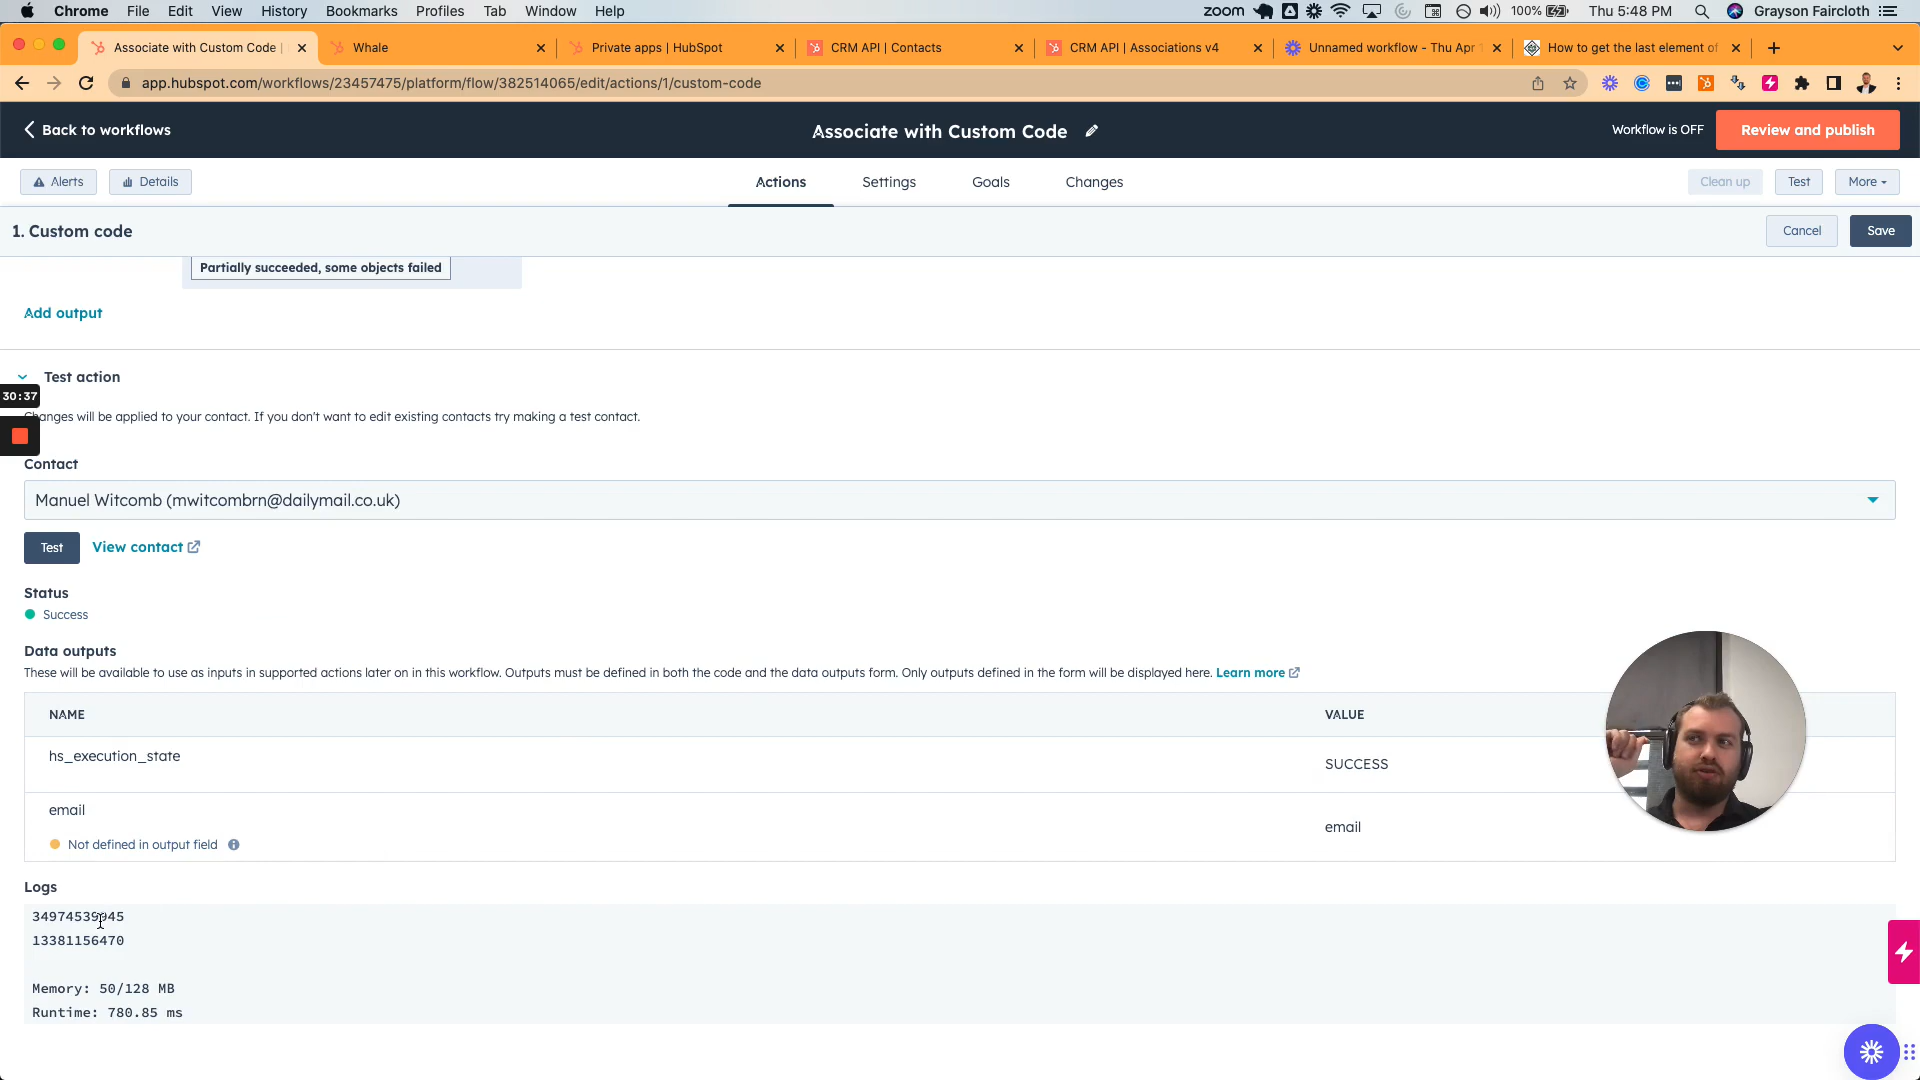 Chrome File Edit View History Bookmarks Profiles Tab Window Help zoom 100% Thu 5:48 PM Grayson Faircloth
Associate with Custom Code | Whale Private apps | HubSpot CRM API | Contacts CRM API | Associations v4 Unnamed workflow - Thu Apr 1 How to get the last element of
app.hubspot.com/workflows/23457475/platform/flow/382514065/edit/actions/1/custom-code
Back to workflows Associate with Custom Code Workflow is OFF Review and publish
Alerts Details Actions Settings Goals Changes Clean up Test More
1. Custom code Cancel Save
Partially succeeded, some objects failed
Add output
Test action
30:37
Changes will be applied to your contact. If you don't want to edit existing contacts try making a test contact.
Contact
Manuel Witcomb (mwitcombrn@dailymail.co.uk)
Test View contact
Status
Success
Data outputs
These will be available to use as inputs in supported actions later on in this workflow. Outputs must be defined in both the code and the data outputs form. Only outputs defined in the form will be displayed here. Learn more
NAME VALUE
hs_execution_state SUCCESS
email email
Not defined in output field
Logs
34974539945
13381156470
Memory: 50/128 MB
Runtime: 780.85 ms